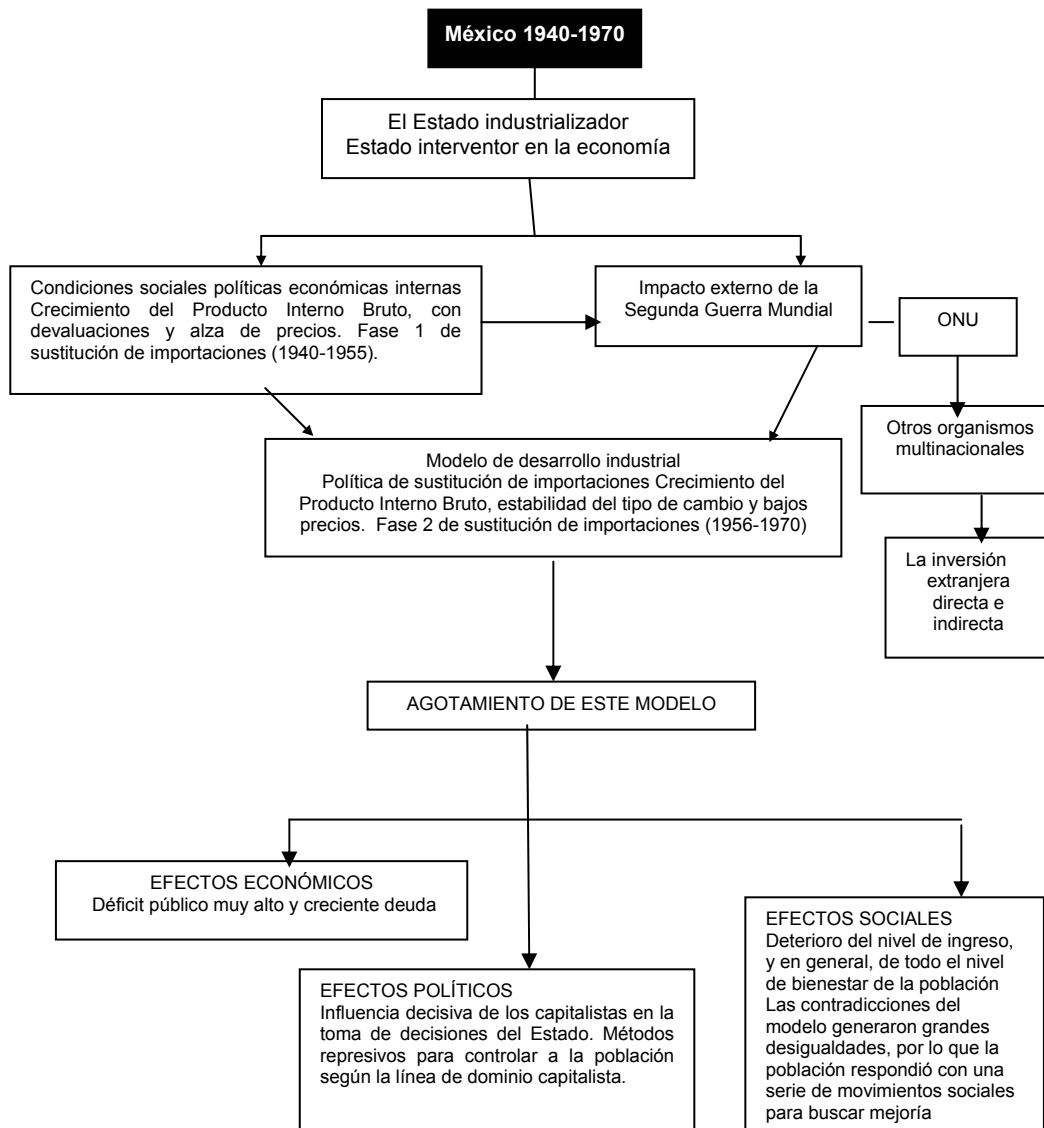 México 1940-1970
El Estado industrializador
Estado interventor en la economía
Condiciones sociales políticas económicas internas
Crecimiento del Producto Interno Bruto, con
devaluaciones y alza de precios. Fase 1 de
sustitución de importaciones (1940-1955).
Impacto externo de la
Segunda Guerra Mundial
ONU
Otros organismos
multinacionales
Modelo de desarrollo industrial
Política de sustitución de importaciones Crecimiento del
Producto Interno Bruto, estabilidad del tipo de cambio y bajos
precios. Fase 2 de sustitución de importaciones (1956-1970)
La inversión
extranjera
directa e
indirecta
AGOTAMIENTO DE ESTE MODELO
EFECTOS ECONÓMICOS
Déficit público muy alto y creciente deuda
EFECTOS POLÍTICOS
Influencia decisiva de los capitalistas en la
toma de decisiones del Estado. Métodos
represivos para controlar a la población
según la línea de dominio capitalista.
EFECTOS SOCIALES
Deterioro del nivel de ingreso,
y en general, de todo el nivel
de bienestar de la población
Las contradicciones del
modelo generaron grandes
desigualdades, por lo que la
población respondió con una
serie de movimientos sociales
para buscar mejoría